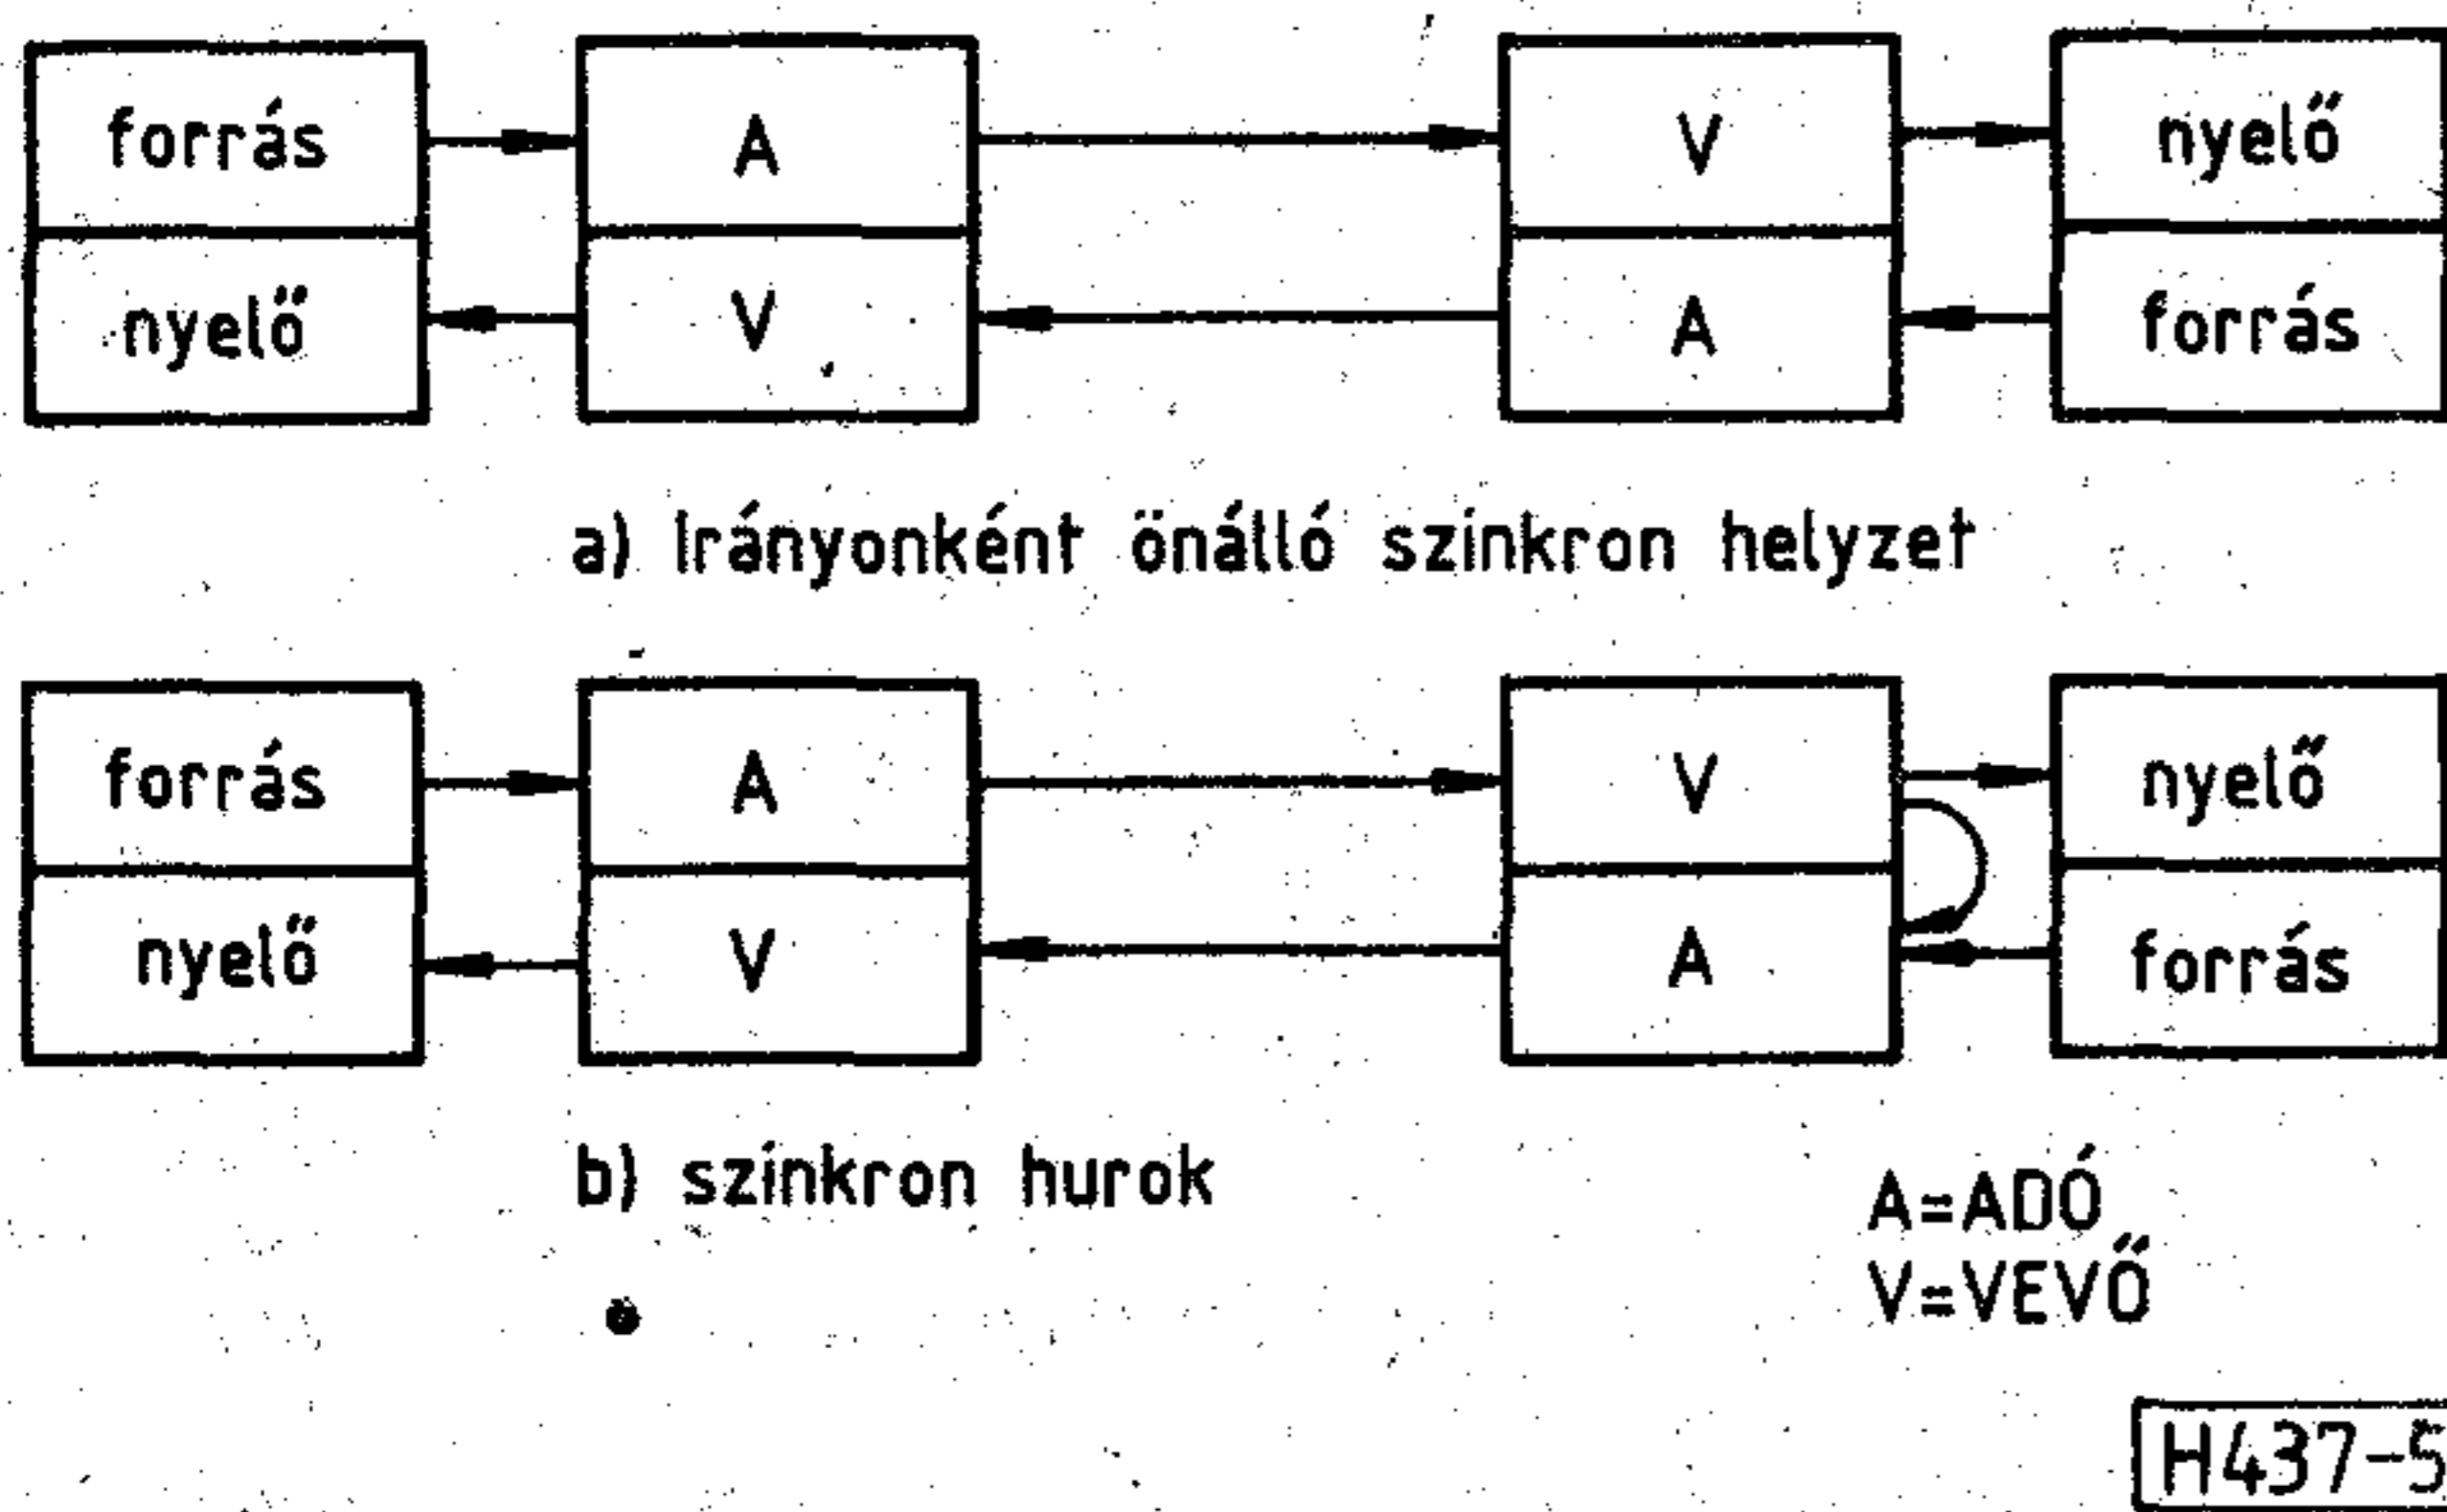 forrás A V nyelő
nyelő V A forrás
a) Irányonként önálló szinkron helyzet
forrás A V nyelő
nyelő V A forrás
b) szinkron hurok
A=ADÓ
V=VEVŐ
H437-5